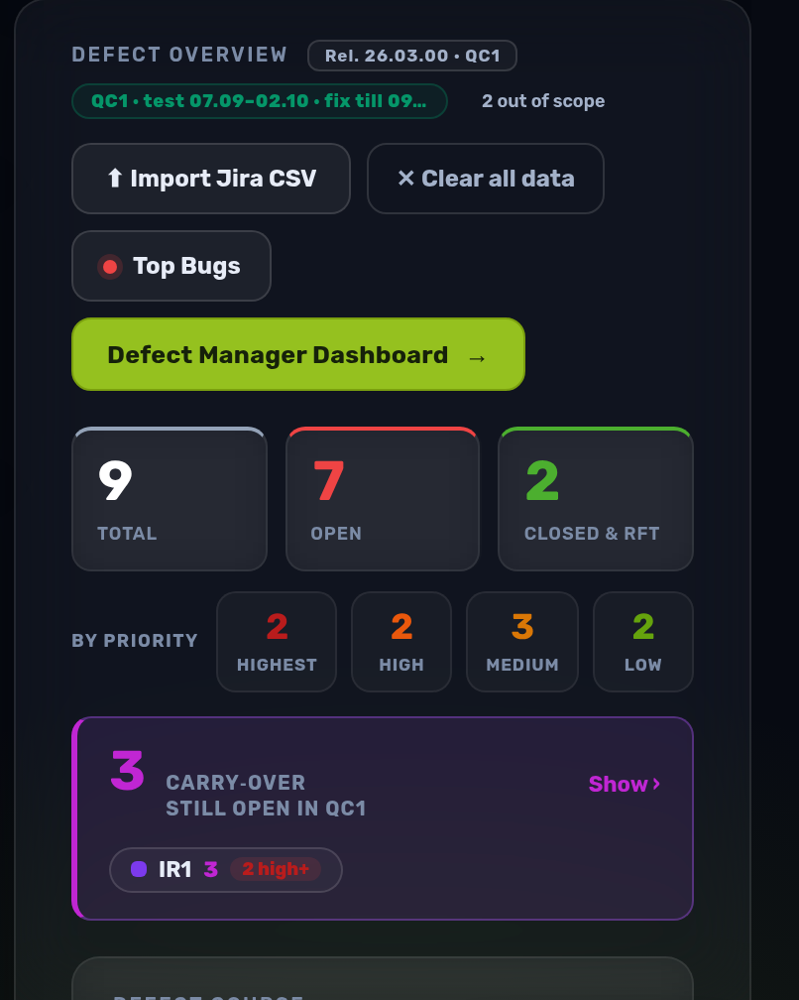 DEFECT OVERVIEW Rel. 26.03.00 · QC1
QC1 · test 07.09–02.10 · fix till 09… 2 out of scope
⬆ Import Jira CSV ✕ Clear all data
Top Bugs
Defect Manager Dashboard →
9 7 2
TOTAL OPEN CLOSED & RFT
2 2 3 2
BY PRIORITY HIGHEST HIGH MEDIUM LOW
3 CARRY-OVER Show ›
STILL OPEN IN QC1
IR1 3 2 high+
DEFECT SOURCE